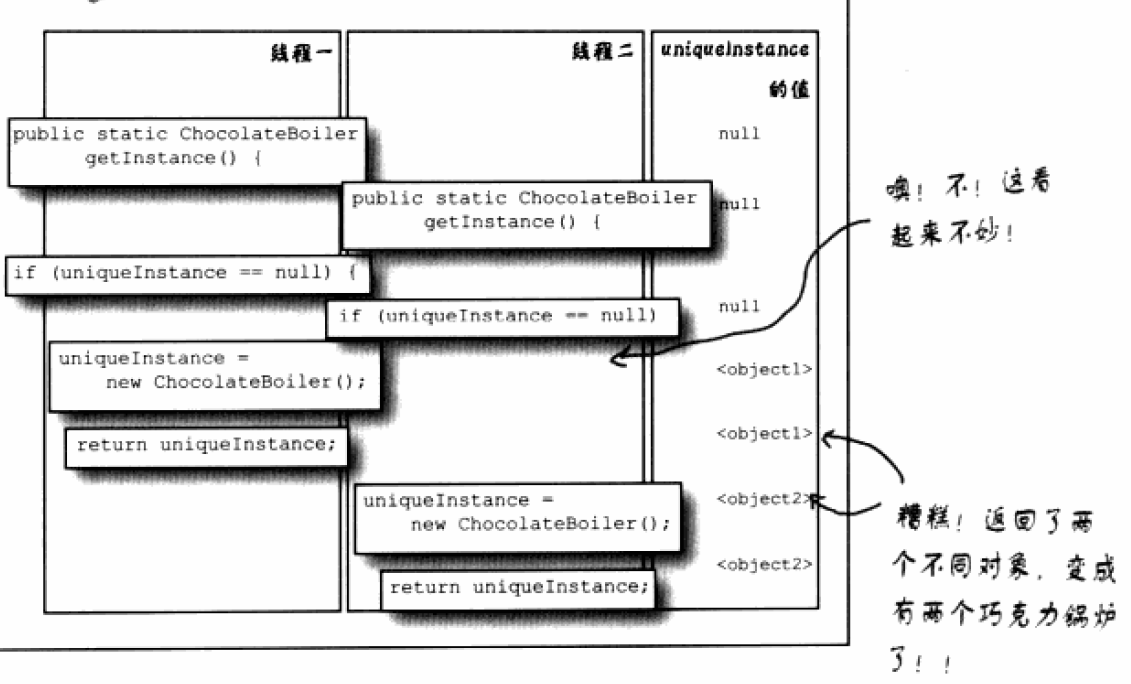 线程一
线程二
uniqueInstance
的值
public static ChocolateBoiler
getInstance() {
null
public static ChocolateBoiler
getInstance() {
null
if (uniqueInstance == null) {
if (uniqueInstance == null)
null
uniqueInstance =
new ChocolateBoiler();
<object1>
return uniqueInstance;
<object1>
uniqueInstance =
new ChocolateBoiler();
<object2>
return uniqueInstance;
<object2>
噢！不！这看
起来不妙！
糟糕！返回了两
个不同对象，变成
有两个巧克力锅炉
了！！